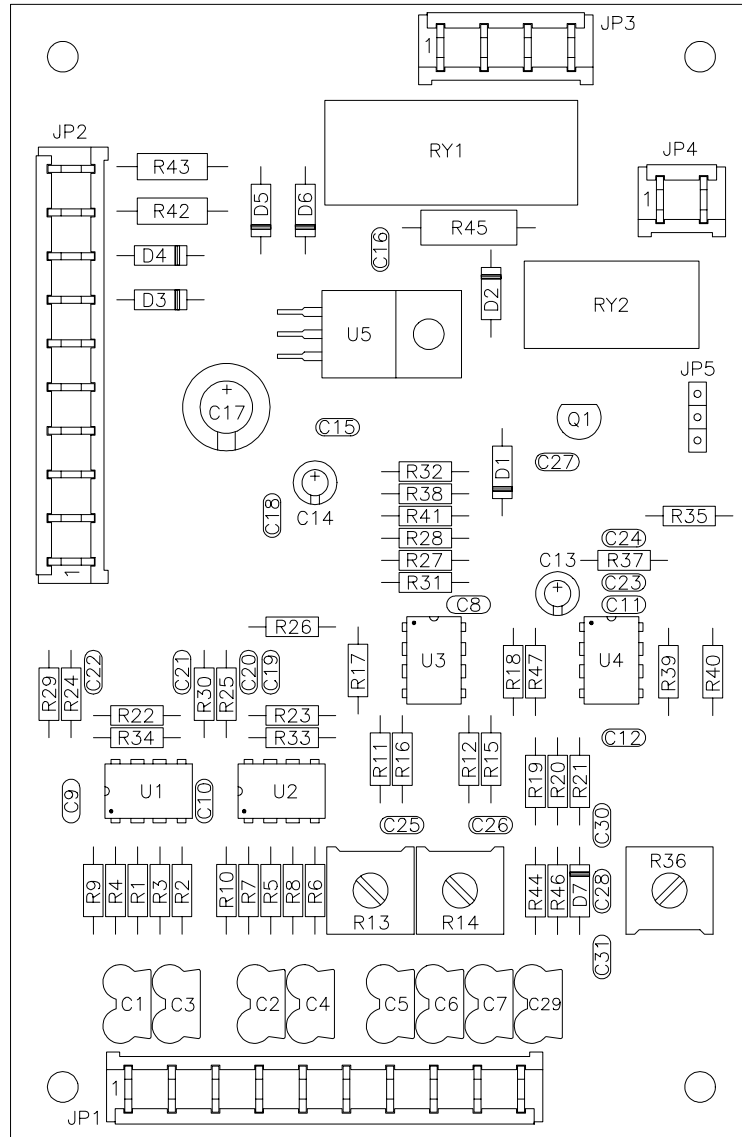 JP3
1
JP2
RY1
JP4
R43
D5
D6
1
R42
R45
C16
D4
D2
D3
RY2
U5
JP5
C17
Q1
C15
C27
D1
R32
R38
C14
C18
R41
R35
R28
C24
R27
C13
R37
1
R31
C23
C8
C11
R26
R17
U3
R18
R47
U4
R39
R40
R29
R24
C22
C21
R30
R25
C20
C19
R22
R23
R34
R33
R11
R16
R12
R15
C12
R19
R20
R21
C9
U1
C10
U2
C25
C26
C30
R9
R4
R1
R3
R2
R10
R7
R5
R8
R6
R13
R14
R44
R46
D7
C28
R36
C31
C1
C3
C2
C4
C5
C6
C7
C29
1
JP1